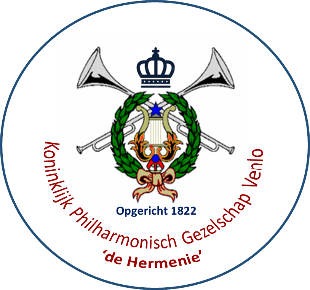 Opgericht 1822
Koninklijk Philharmonisch Gezelschap Venlo
‘de Hermenie’